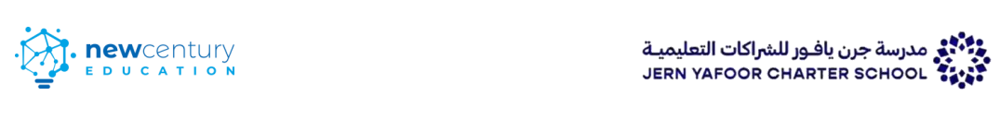 newcentury
EDUCATION
مدرسة جرن يافور للشراكات التعليمية
JERN YAFOOR CHARTER SCHOOL